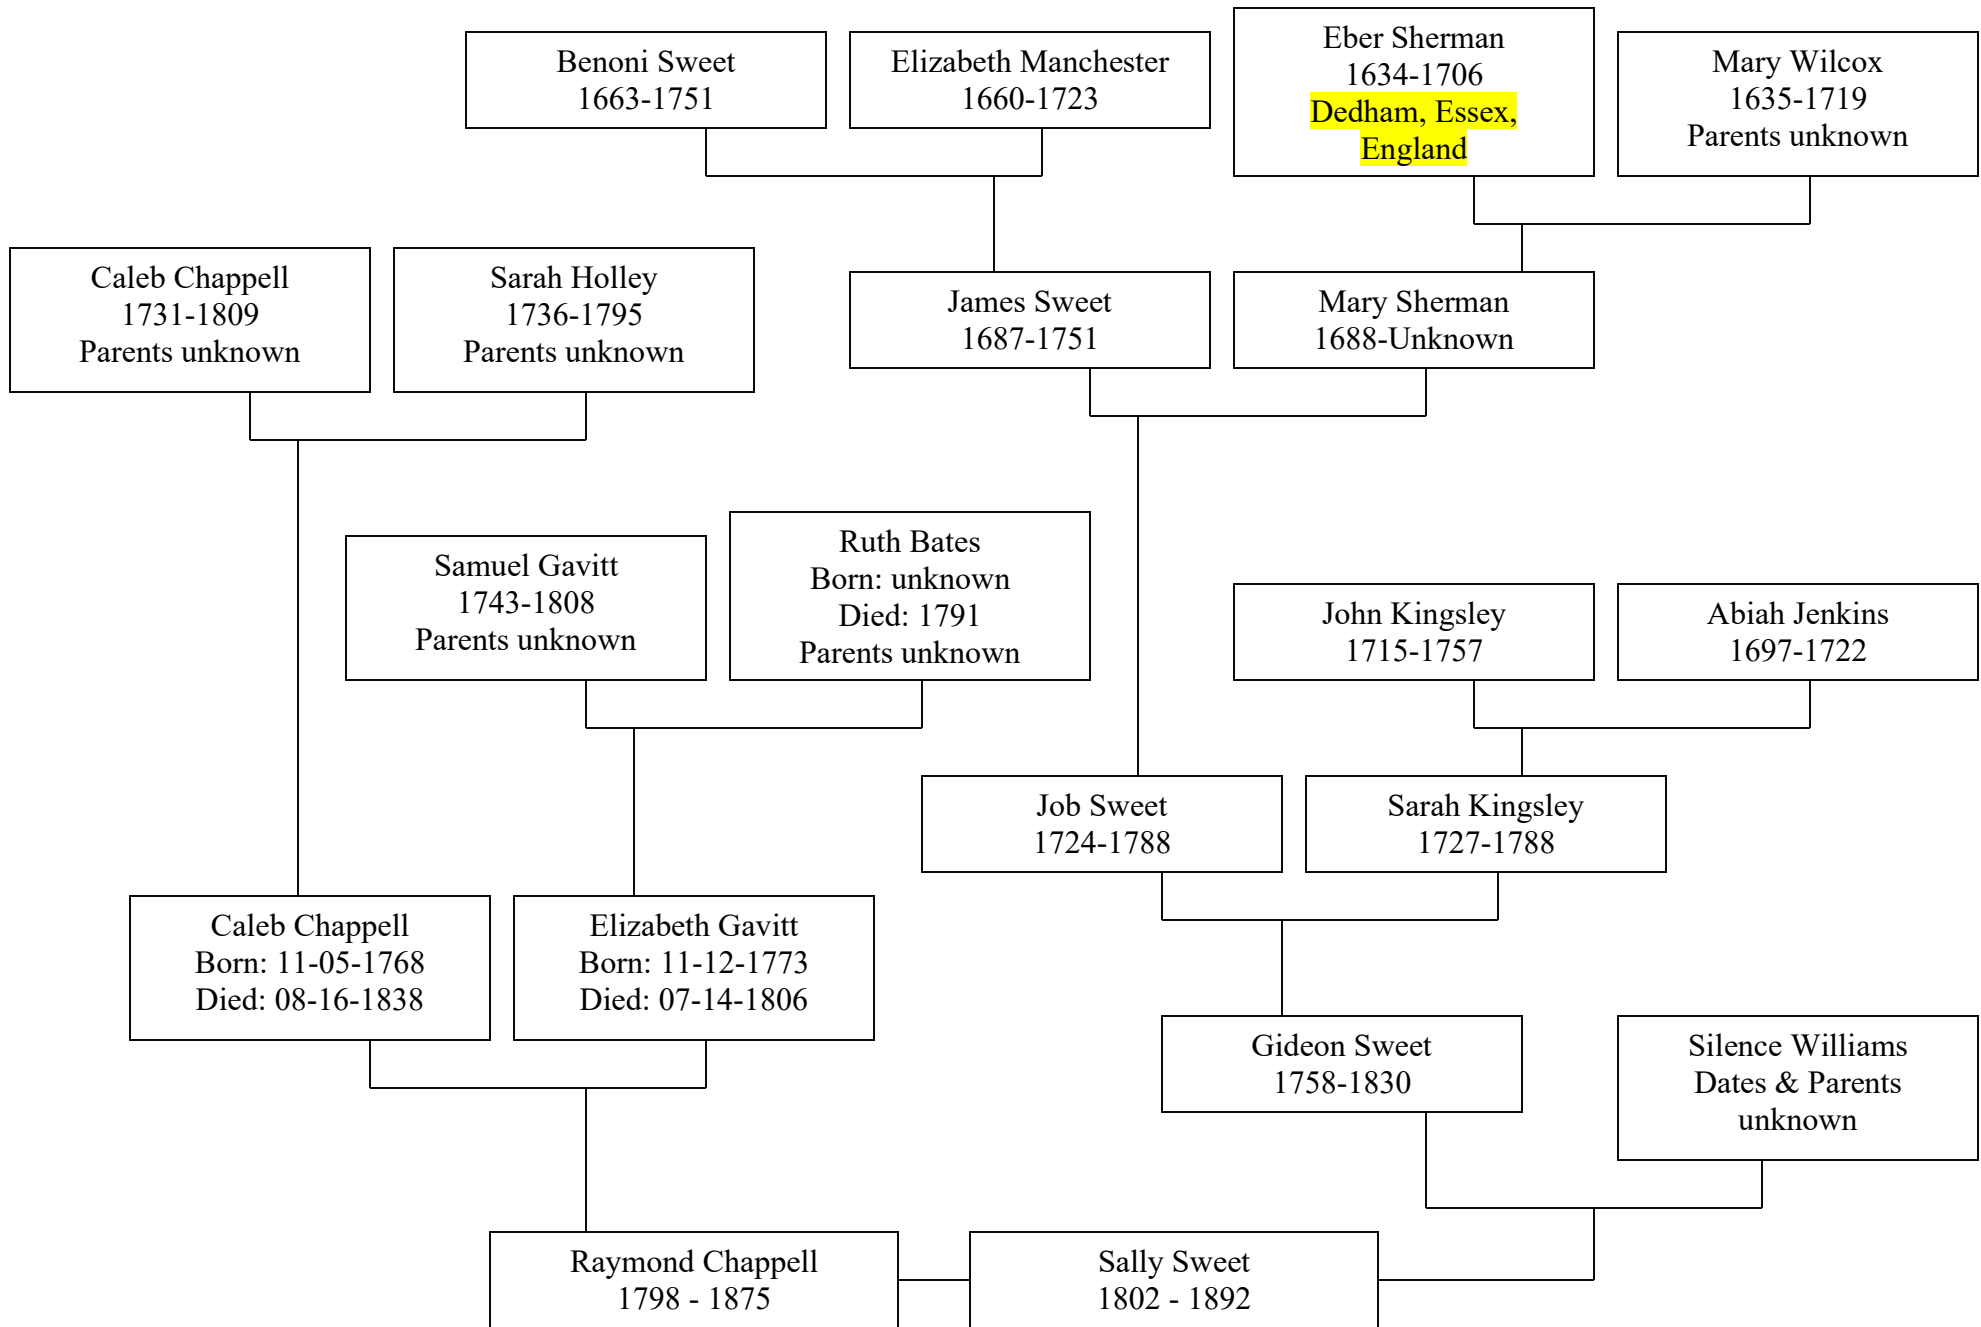 Benoni Sweet
1663-1751
Elizabeth Manchester
1660-1723
Eber Sherman
1634-1706
Dedham, Essex,
England
Mary Wilcox
1635-1719
Parents unknown
Caleb Chappell
1731-1809
Parents unknown
Sarah Holley
1736-1795
Parents unknown
James Sweet
1687-1751
Mary Sherman
1688-Unknown
Samuel Gavitt
1743-1808
Parents unknown
Ruth Bates
Born: unknown
Died: 1791
Parents unknown
John Kingsley
1715-1757
Abiah Jenkins
1697-1722
Job Sweet
1724-1788
Sarah Kingsley
1727-1788
Caleb Chappell
Born: 11-05-1768
Died: 08-16-1838
Elizabeth Gavitt
Born: 11-12-1773
Died: 07-14-1806
Gideon Sweet
1758-1830
Silence Williams
Dates & Parents
unknown
Raymond Chappell
1798 - 1875
Sally Sweet
1802 - 1892